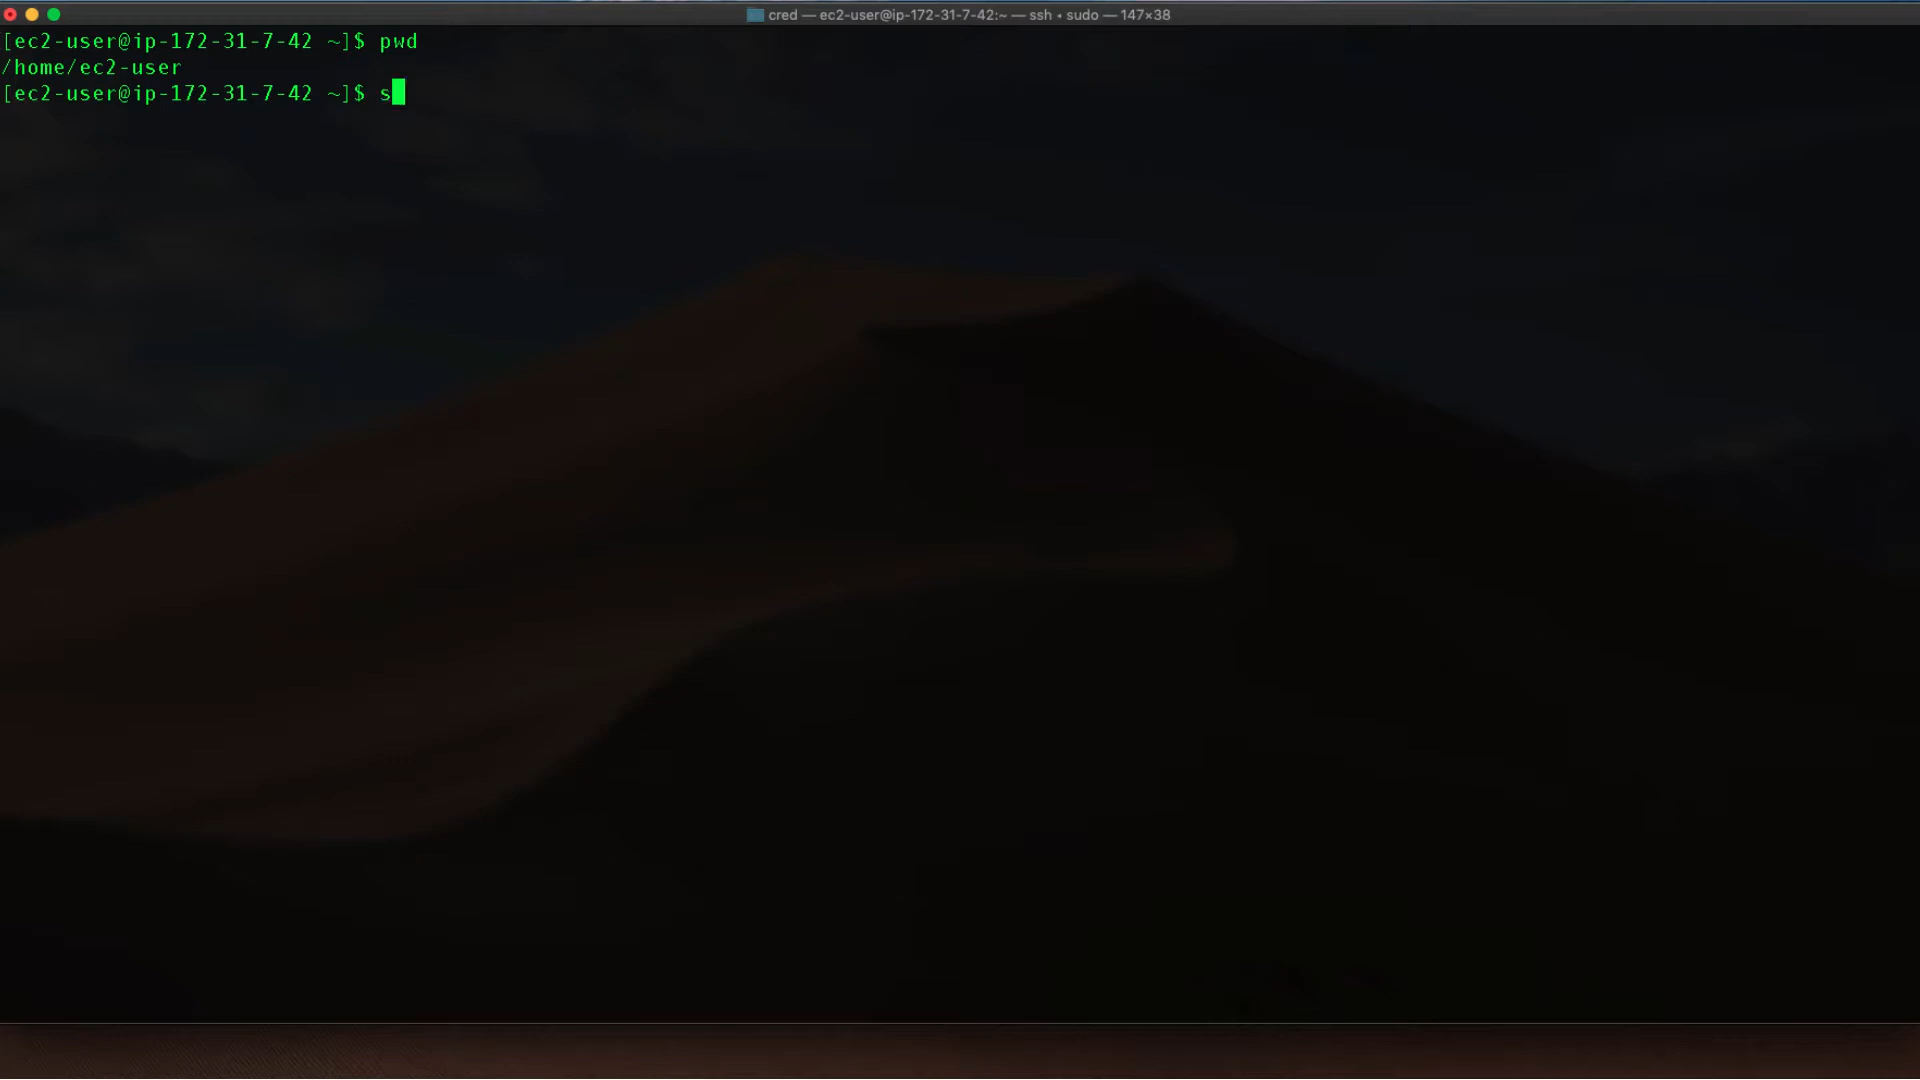 cred — ec2-user@ip-172-31-7-42:~ — ssh • sudo — 147×38
[ec2-user@ip-172-31-7-42 ~]$ pwd
/home/ec2-user
[ec2-user@ip-172-31-7-42 ~]$ s